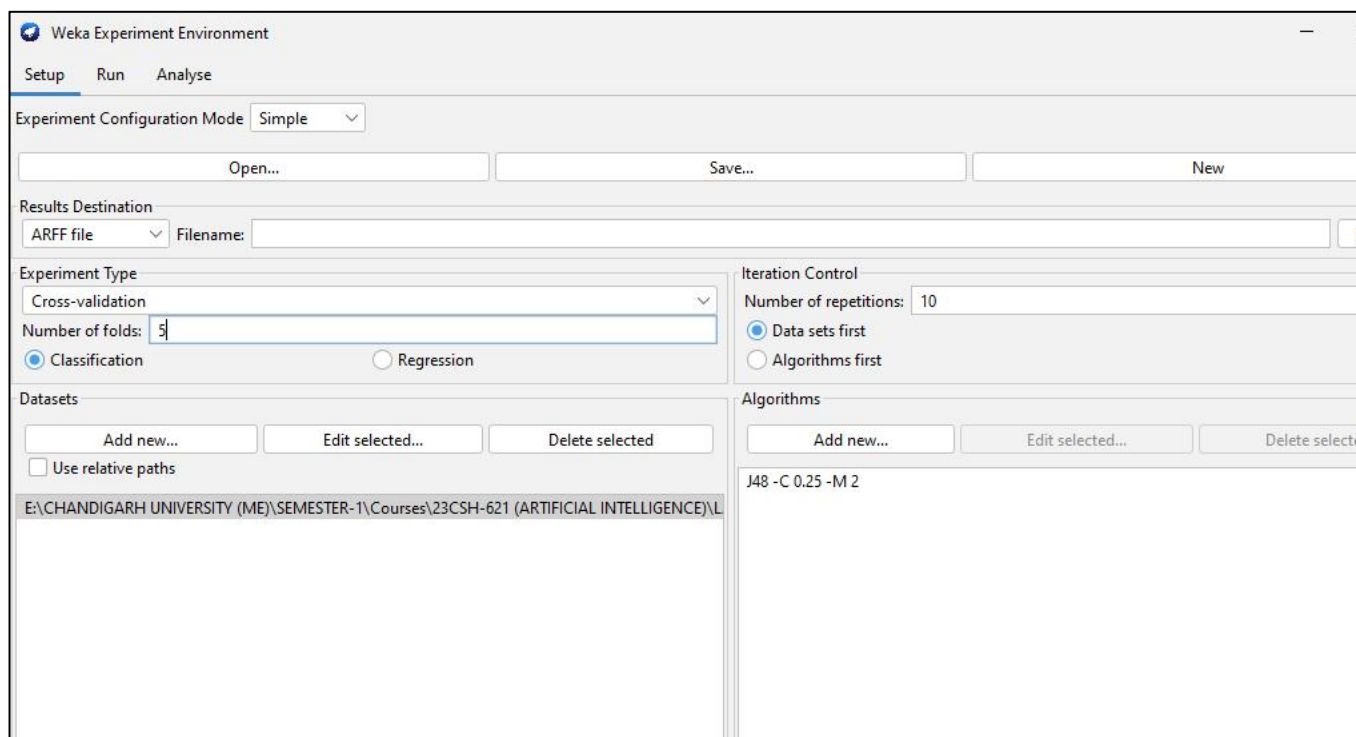 Weka Experiment Environment
Setup Run Analyse
Experiment Configuration Mode Simple
Open... Save... New
Results Destination
ARFF file Filename:
Experiment Type
Cross-validation
Number of folds: 5
Classification Regression
Iteration Control
Number of repetitions: 10
Data sets first
Algorithms first
Datasets
Add new... Edit selected... Delete selected
Use relative paths
E:\CHANDIGARH UNIVERSITY (ME)\SEMESTER-1\Courses\23CSH-621 (ARTIFICIAL INTELLIGENCE)\L
Algorithms
Add new... Edit selected... Delete select
J48 -C 0.25 -M 2